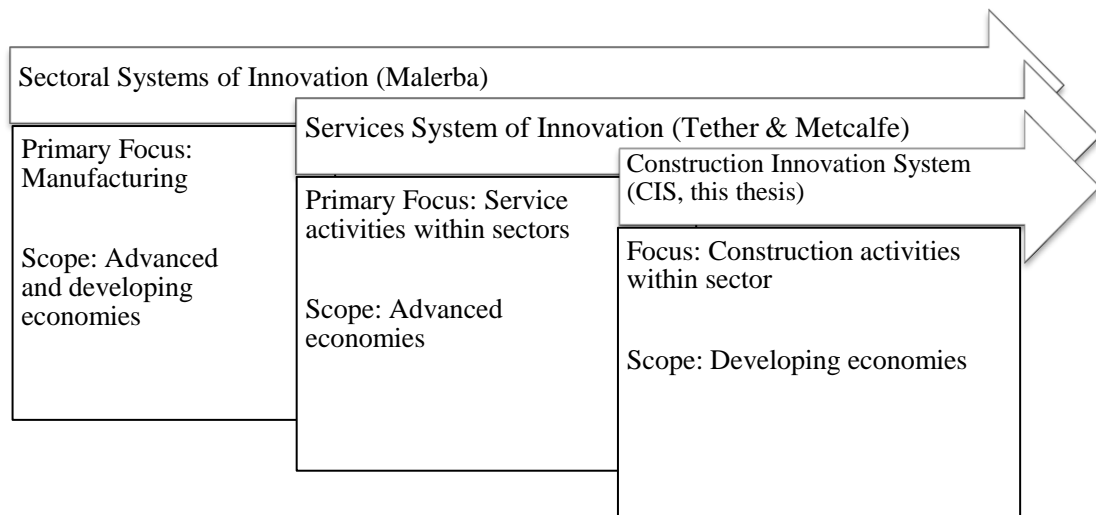 Sectoral Systems of Innovation (Malerba)
Primary Focus:
Manufacturing
Scope: Advanced
and developing
economies
Services System of Innovation (Tether & Metcalfe)
Primary Focus: Service
activities within sectors
Scope: Advanced
economies
Construction Innovation System
(CIS, this thesis)
Focus: Construction activities
within sector
Scope: Developing economies